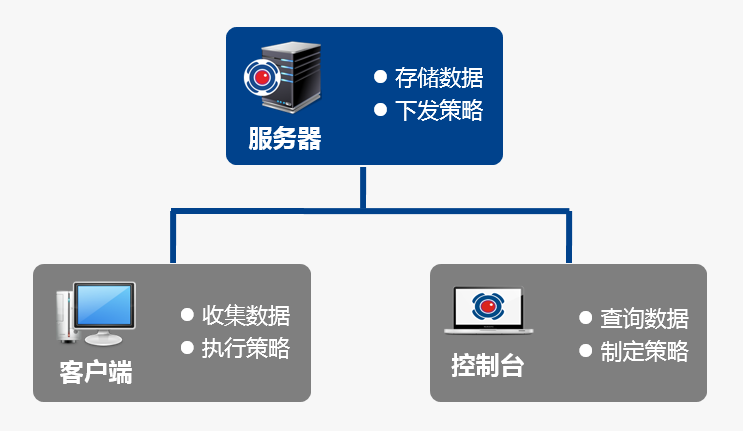 存储数据
下发策略
服务器
收集数据
执行策略
客户端
查询数据
制定策略
控制台